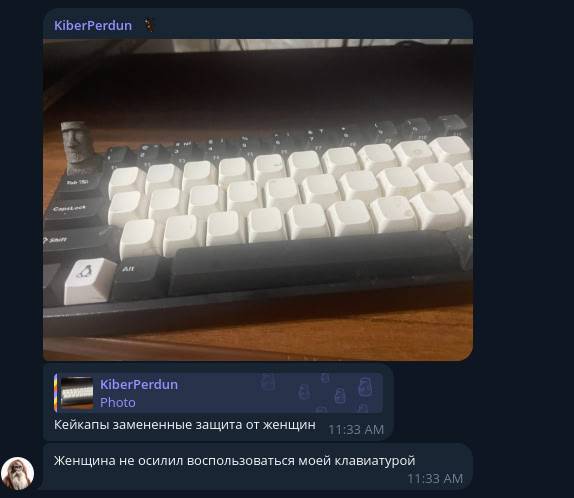 KiberPerdun
Tab
CapsLock
Shift
Alt
KiberPerdun
Photo
Кейкапы замененные защита от женщин
11:33 AM
Женщина не осилил воспользоваться моей клавиатурой
11:33 AM